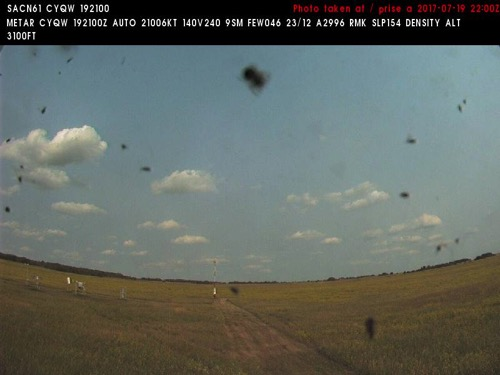 SACN61 CYQW 192100
Photo taken at / prise a 2017-07-19 22:00Z
METAR CYQW 192100Z AUTO 21006KT 140V240 9SM FEW046 23/12 A2996 RMK SLP154 DENSITY ALT
3100FT